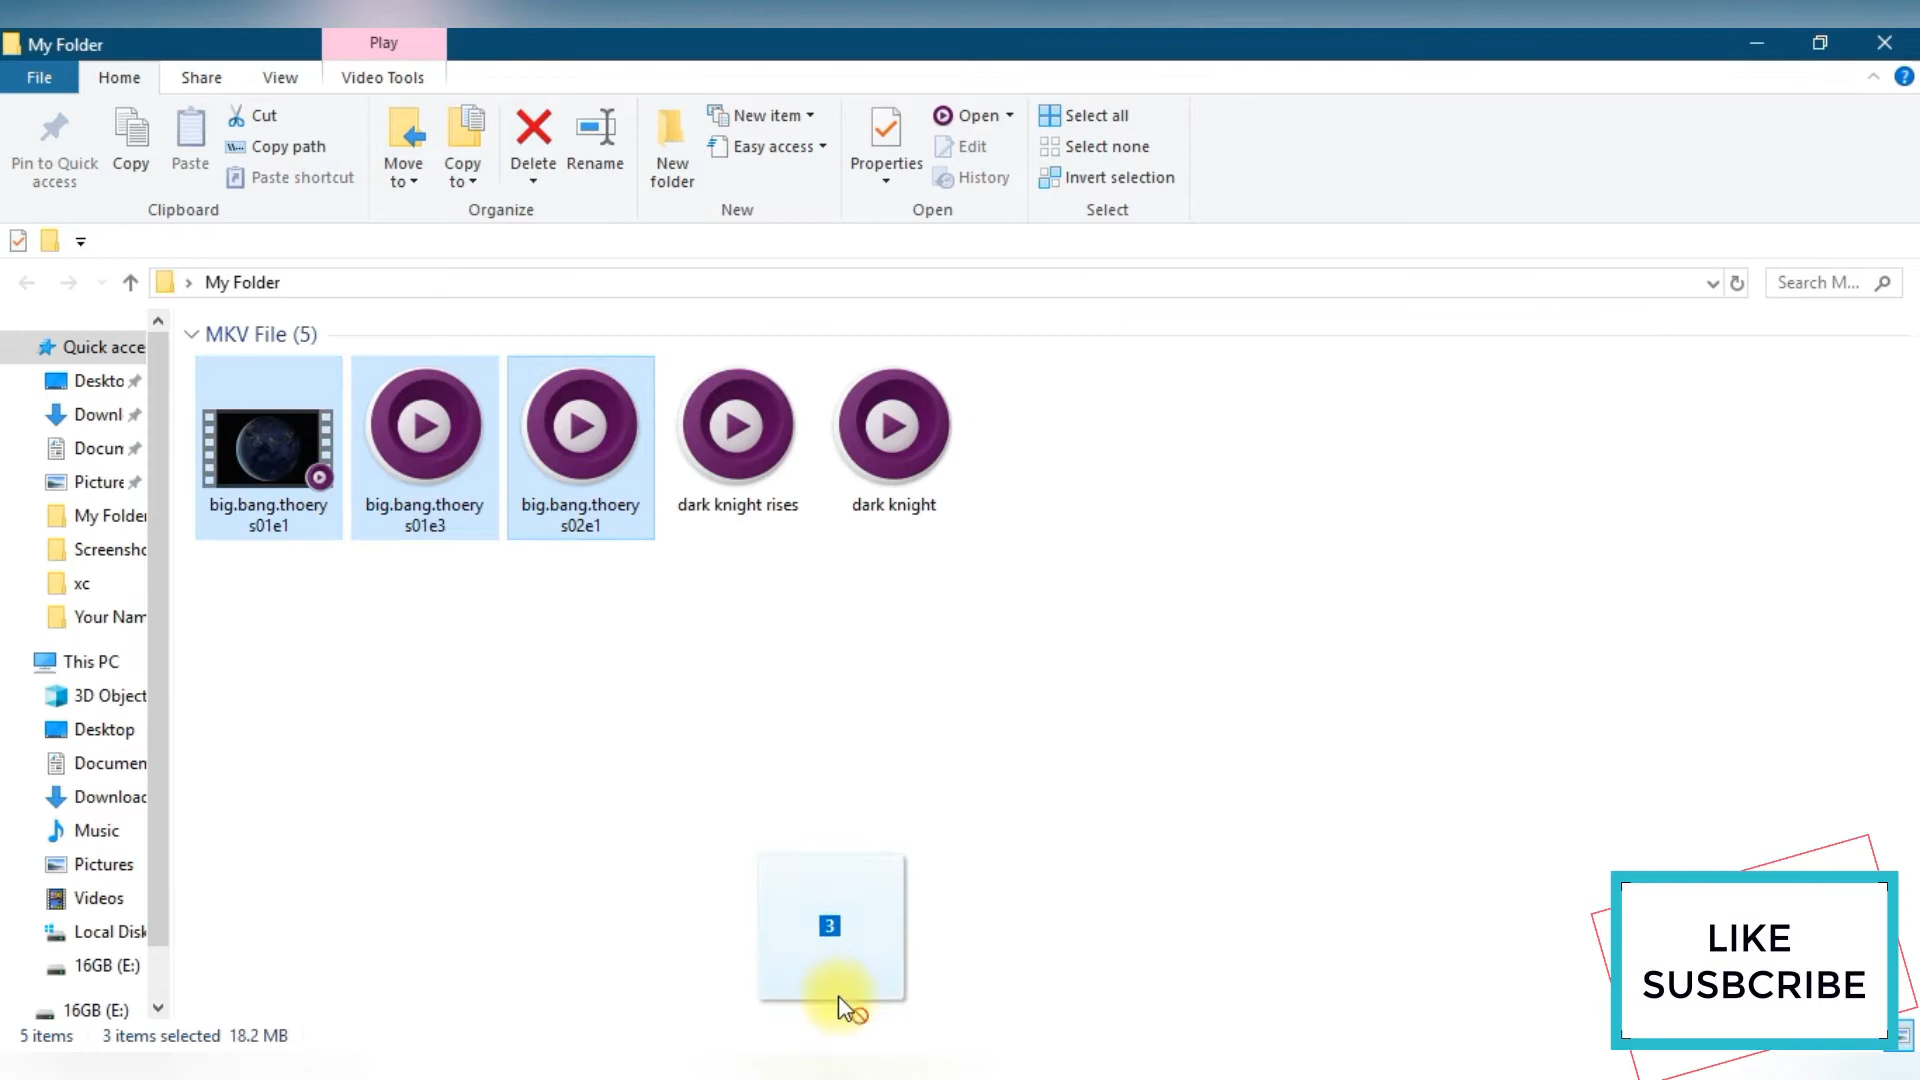 My Folder
Play
File
Home
Share
View
Video Tools
Pin to Quick
access
Copy
Paste
Cut
Copy path
Paste shortcut
Clipboard
Move
to
Copy
to
Delete
Rename
Organize
New
folder
New item
Easy access
New
Properties
Open
Edit
History
Open
Select all
Select none
Invert selection
Select
My Folder
Search M...
Quick acce
Deskto
Downl
Docum
Picture
My Folder
Screensho
xc
Your Nam
This PC
3D Object
Desktop
Documen
Download
Music
Pictures
Videos
Local Disk
16GB (E:)
16GB (E:)
MKV File (5)
big.bang.thoery
s01e1
big.bang.thoery
s01e3
big.bang.thoery
s02e1
dark knight rises
dark knight
3
LIKE
SUSBCRIBE
5 items 3 items selected 18.2 MB